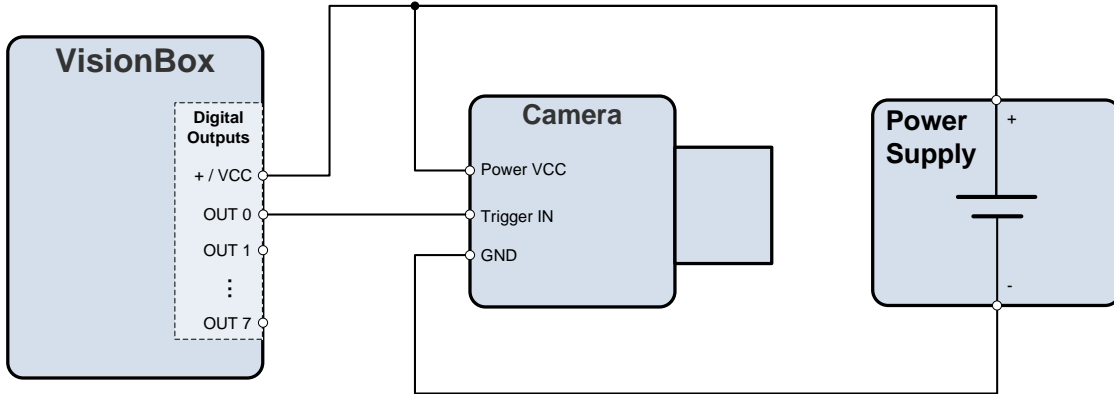 VisionBox
Digital
Outputs
+ / VCC
OUT 0
OUT 1
⋮
OUT 7
Camera
Power VCC
Trigger IN
GND
Power
Supply
+
-